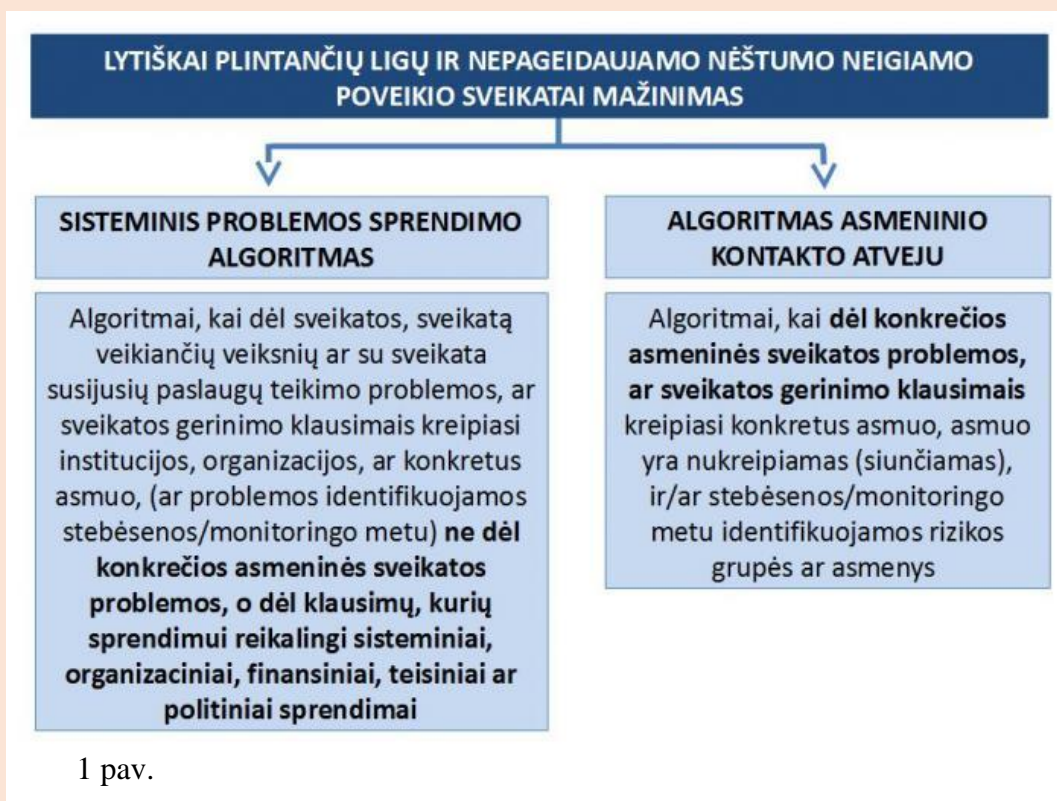 LYTIŠKAI PLINTANČIŲ LIGŲ IR NEPAGEIDAUJAMO NĖŠTUMO NEIGIAMO
POVEIKIO SVEIKATAI MAŽINIMAS
SISTEMINIS PROBLEMOS SPRENDIMO
ALGORITMAS
Algoritmai, kai dėl sveikatos, sveikatą
veikiančių veiksnių ar su sveikata
susijusių paslaugų teikimo problemos, ar
sveikatos gerinimo klausimais kreipiasi
institucijos, organizacijos, ar konkretus
asmuo, (ar problemos identifikuojamos
stebėsenos/monitoringo metu) ne dėl
konkrečios asmeninės sveikatos
problemos, o dėl klausimų, kurių
sprendimui reikalingi sisteminiai,
organizaciniai, finansiniai, teisiniai ar
politiniai sprendimai
ALGORITMAS ASMENINIO
KONTAKTO ATVEJU
Algoritmai, kai dėl konkrečios
asmeninės sveikatos problemos,
ar sveikatos gerinimo klausimais
kreipiasi konkretus asmuo, asmuo
yra nukreipiamas (siunčiamas),
ir/ar stebėsenos/monitoringo
metu identifikuojamos rizikos
grupės ar asmenys
1 pav.